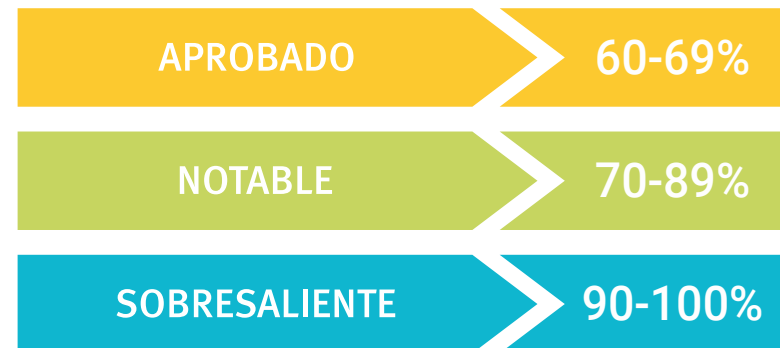 APROBADO 60-69%
NOTABLE 70-89%
SOBRESALIENTE 90-100%